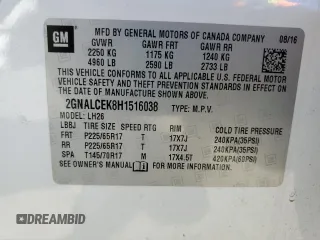 GM
MFD BY GENERAL MOTORS OF CANADA COMPANY 08/16
GVWR GAWR FRT GAWR RR
2250 KG 1175 KG 1240 KG
4960 LB 2590 LB 2733 LB
THIS VEHICLE CONFORMS TO ALL APPLICABLE U.S. FEDERAL MOTOR
VEHICLE SAFETY AND THEFT PREVENTION STANDARDS IN
EFFECT ON THE DATE OF MANUFACTURE SHOWN ABOVE.
2GNALCEK8H1516038 TYPE: M.P.V.
MODEL: LH26
LBBJ TIRE SIZE SPEED RTG RIM COLD TIRE PRESSURE
FRT P225/65R17 T 17X7J 240KPA(35PSI)
RR P225/65R17 T 17X7J 240KPA(35PSI)
SPA T145/70R17 M 17X4.5T 420KPA(60PSI)
SEE OWNER'S MANUAL
© DREAMBID